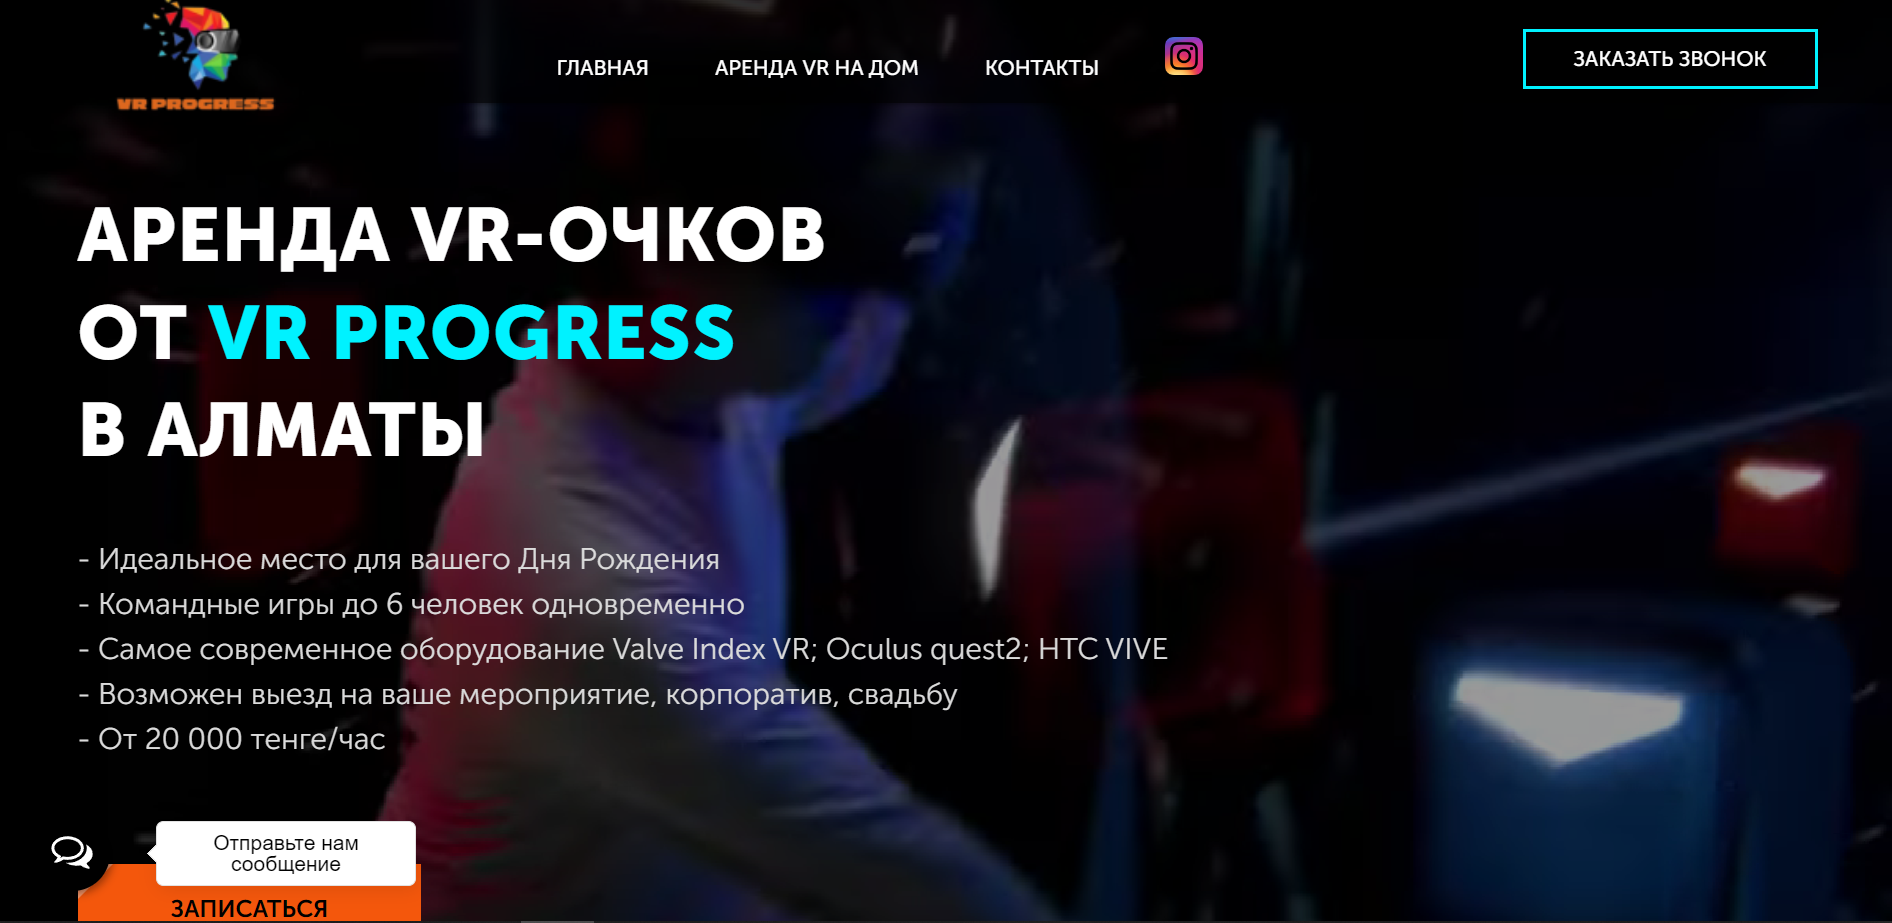 VR PROGRESS
ГЛАВНАЯ
АРЕНДА VR НА ДОМ
КОНТАКТЫ
ЗАКАЗАТЬ ЗВОНОК
АРЕНДА VR-ОЧКОВ
ОТ VR PROGRESS
В АЛМАТЫ
- Идеальное место для вашего Дня Рождения
- Командные игры до 6 человек одновременно
- Самое современное оборудование Valve Index VR; Oculus quest2; HTC VIVE
- Возможен выезд на ваше мероприятие, корпоратив, свадьбу
- От 20 000 тенге/час
Отправьте нам
сообщение
ЗАПИСАТЬСЯ